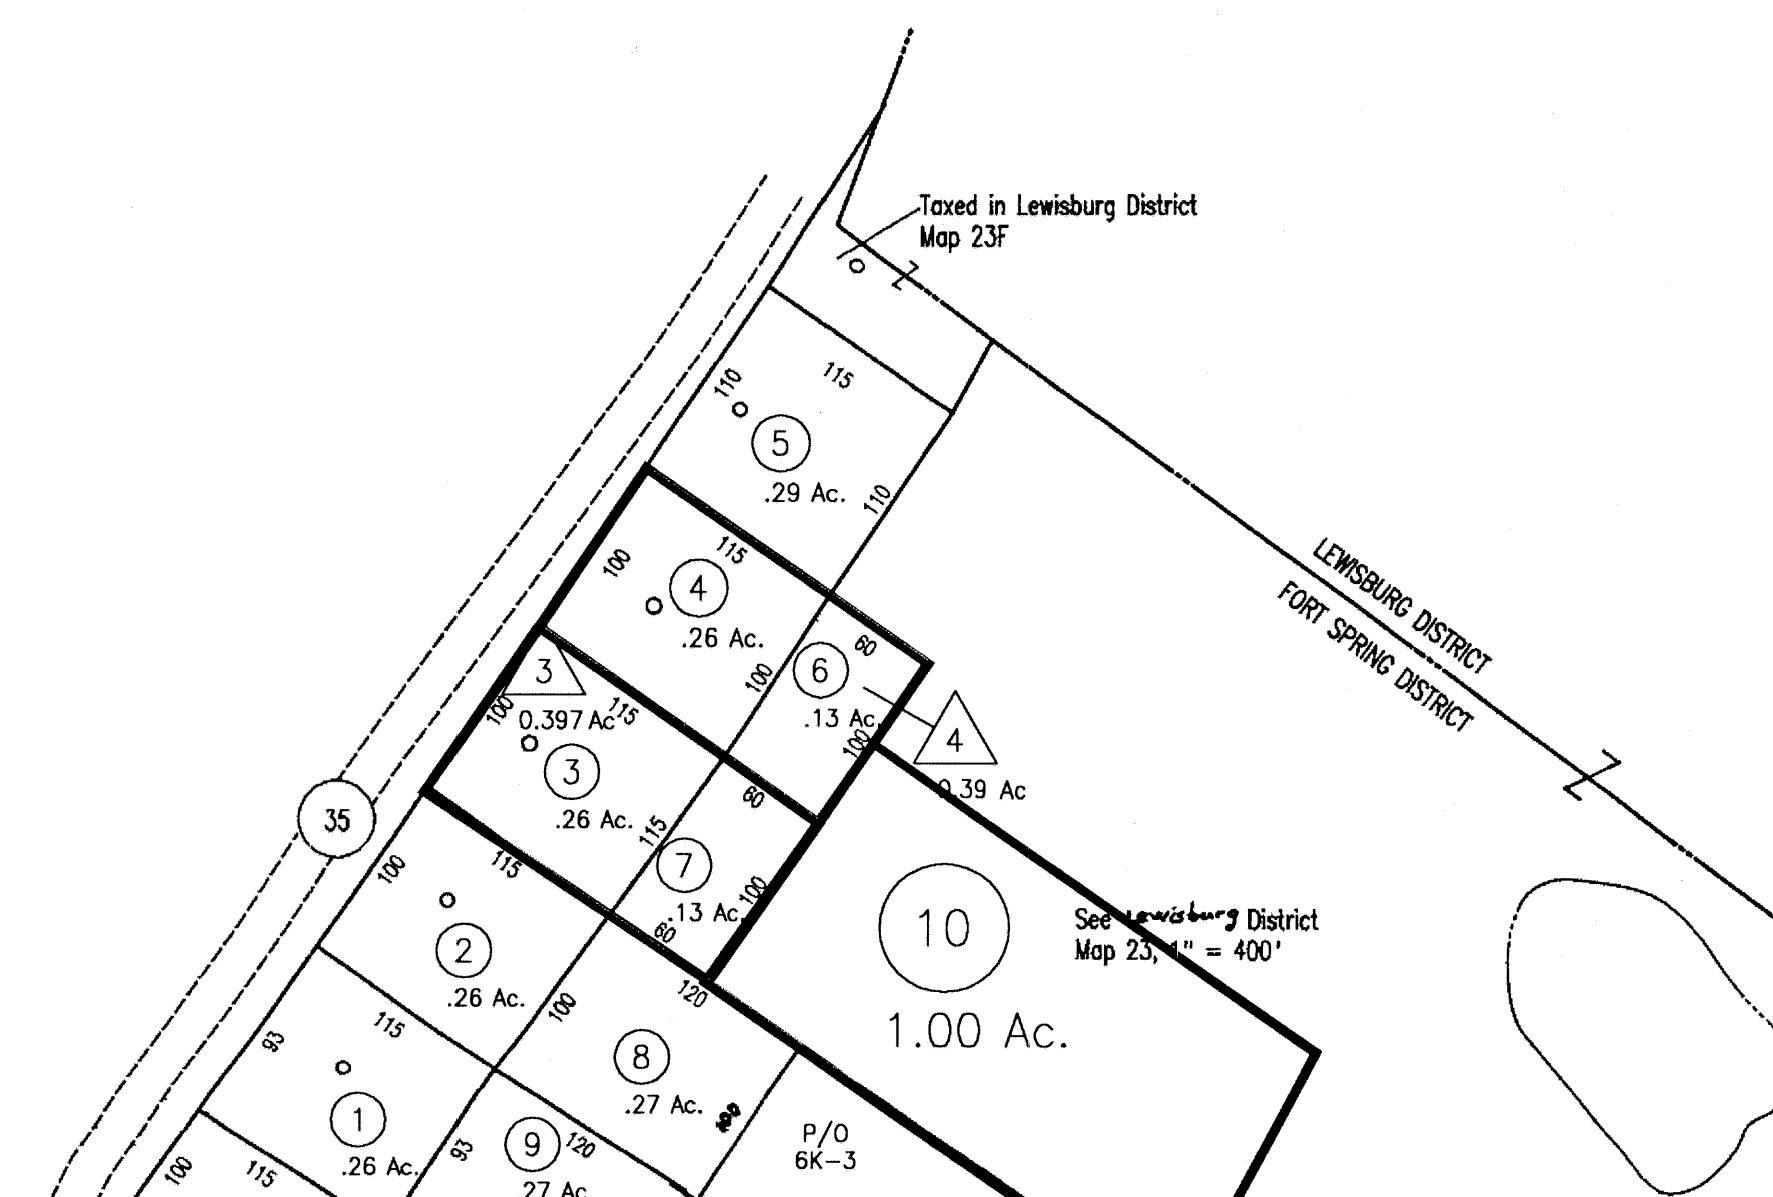 Taxed in Lewisburg District
Map 23F
115
110
5
.29 Ac.
110
LEWISBURG DISTRICT
FORT SPRING DISTRICT
115
100
4
.26 Ac.
60
6
100
.13 Ac.
100
4
0.39 Ac
3
0.397 Ac
115
100
3
.26 Ac.
60
115
7
100
.13 Ac.
60
35
115
100
2
.26 Ac.
10
1.00 Ac.
See Lewisburg District
Map 23, 1" = 400'
120
100
8
.27 Ac.
100
115
93
1
.26 Ac.
9
120
.27 Ac.
93
P/O
6K-3
100
115